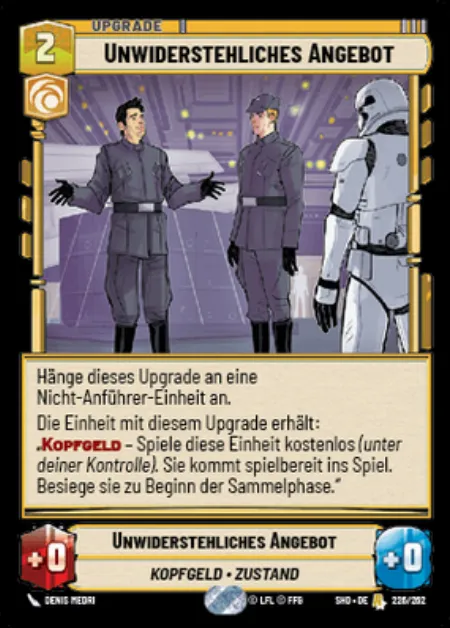 UPGRADE
2
UNWIDERSTEHLICHES ANGEBOT
Hänge dieses Upgrade an eine
Nicht-Anführer-Einheit an.
Die Einheit mit diesem Upgrade erhält:
„KOPFGELD – Spiele diese Einheit kostenlos (unter
deiner Kontrolle). Sie kommt spielbereit ins Spiel.
Besiege sie zu Beginn der Sammelphase.“
+0
UNWIDERSTEHLICHES ANGEBOT
+0
KOPFGELD • ZUSTAND
DENIS MEDRI
© LFL © FFG
SHD • DE
226/262